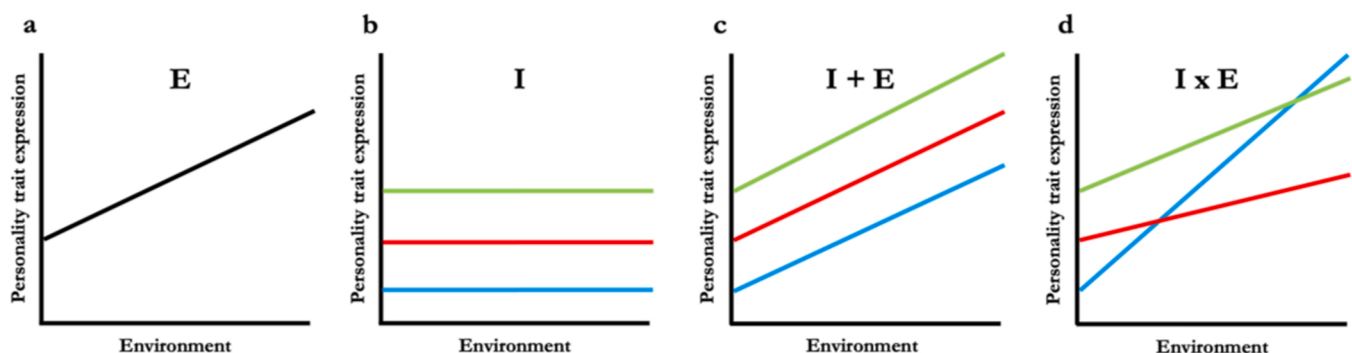 a
E
Personality trait expression
Environment
b
I
Personality trait expression
Environment
c
I + E
Personality trait expression
Environment
d
I x E
Personality trait expression
Environment